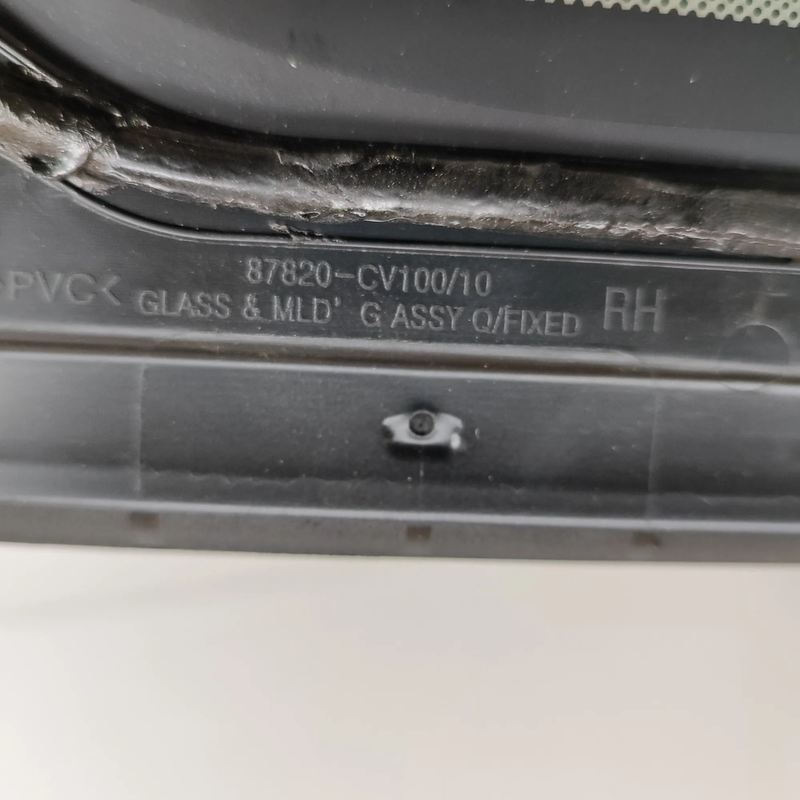 87820-CV100/10
>PVC< GLASS & MLD' G ASSY Q/FIXED RH